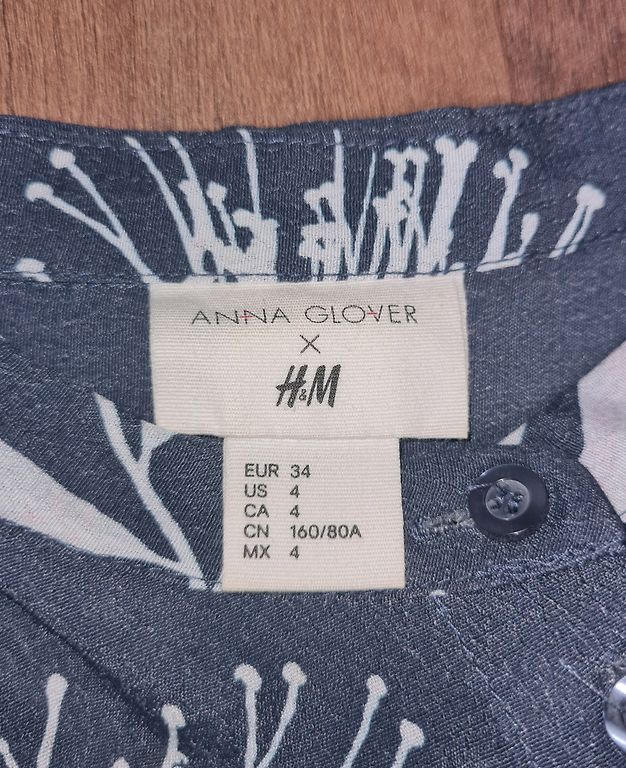 ANNA GLOVER
X
H&M
EUR 34
US 4
CA 4
CN 160/80A
MX 4